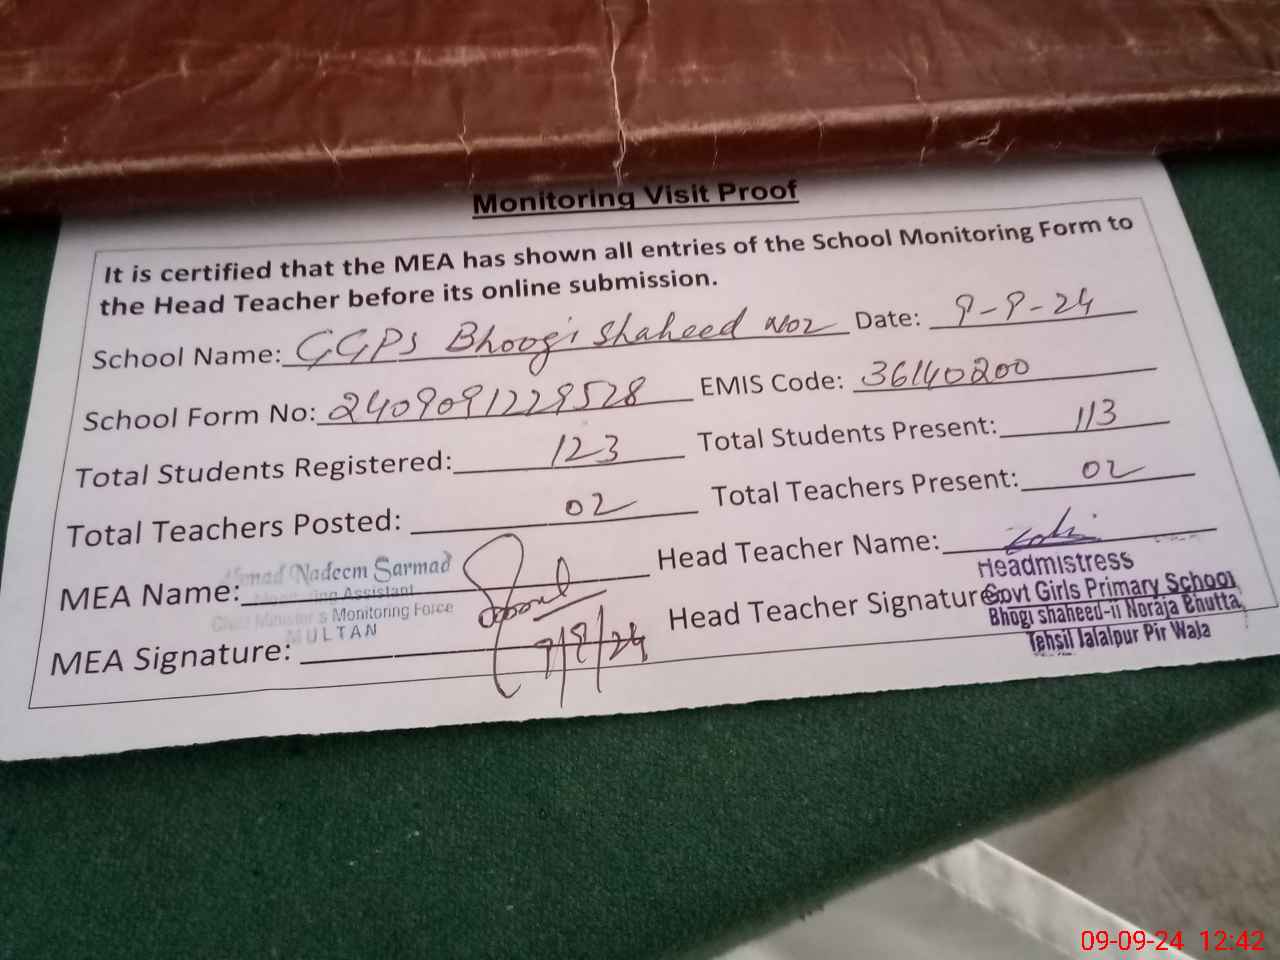 Monitoring Visit Proof
It is certified that the MEA has shown all entries of the School Monitoring Form to
the Head Teacher before its online submission.
School Name: GGPS Bhoogi Shaheed No2 Date: 9-9-24
School Form No: 2409091229528 EMIS Code: 36140200
Total Students Registered: 123 Total Students Present: 113
Total Teachers Posted: 02 Total Teachers Present: 02
MEA Name: Nadeem Sarmad Head Teacher Name:
Monitoring Assistant
Chief Minister's Monitoring Force
MULTAN
MEA Signature: 9/9/24 Head Teacher Signature
Headmistress
Govt Girls Primary School
Bhogi shaheed-ii Noraja Bhutta,
Tehsil Jalalpur Pir Wala
09-09-24 12:42